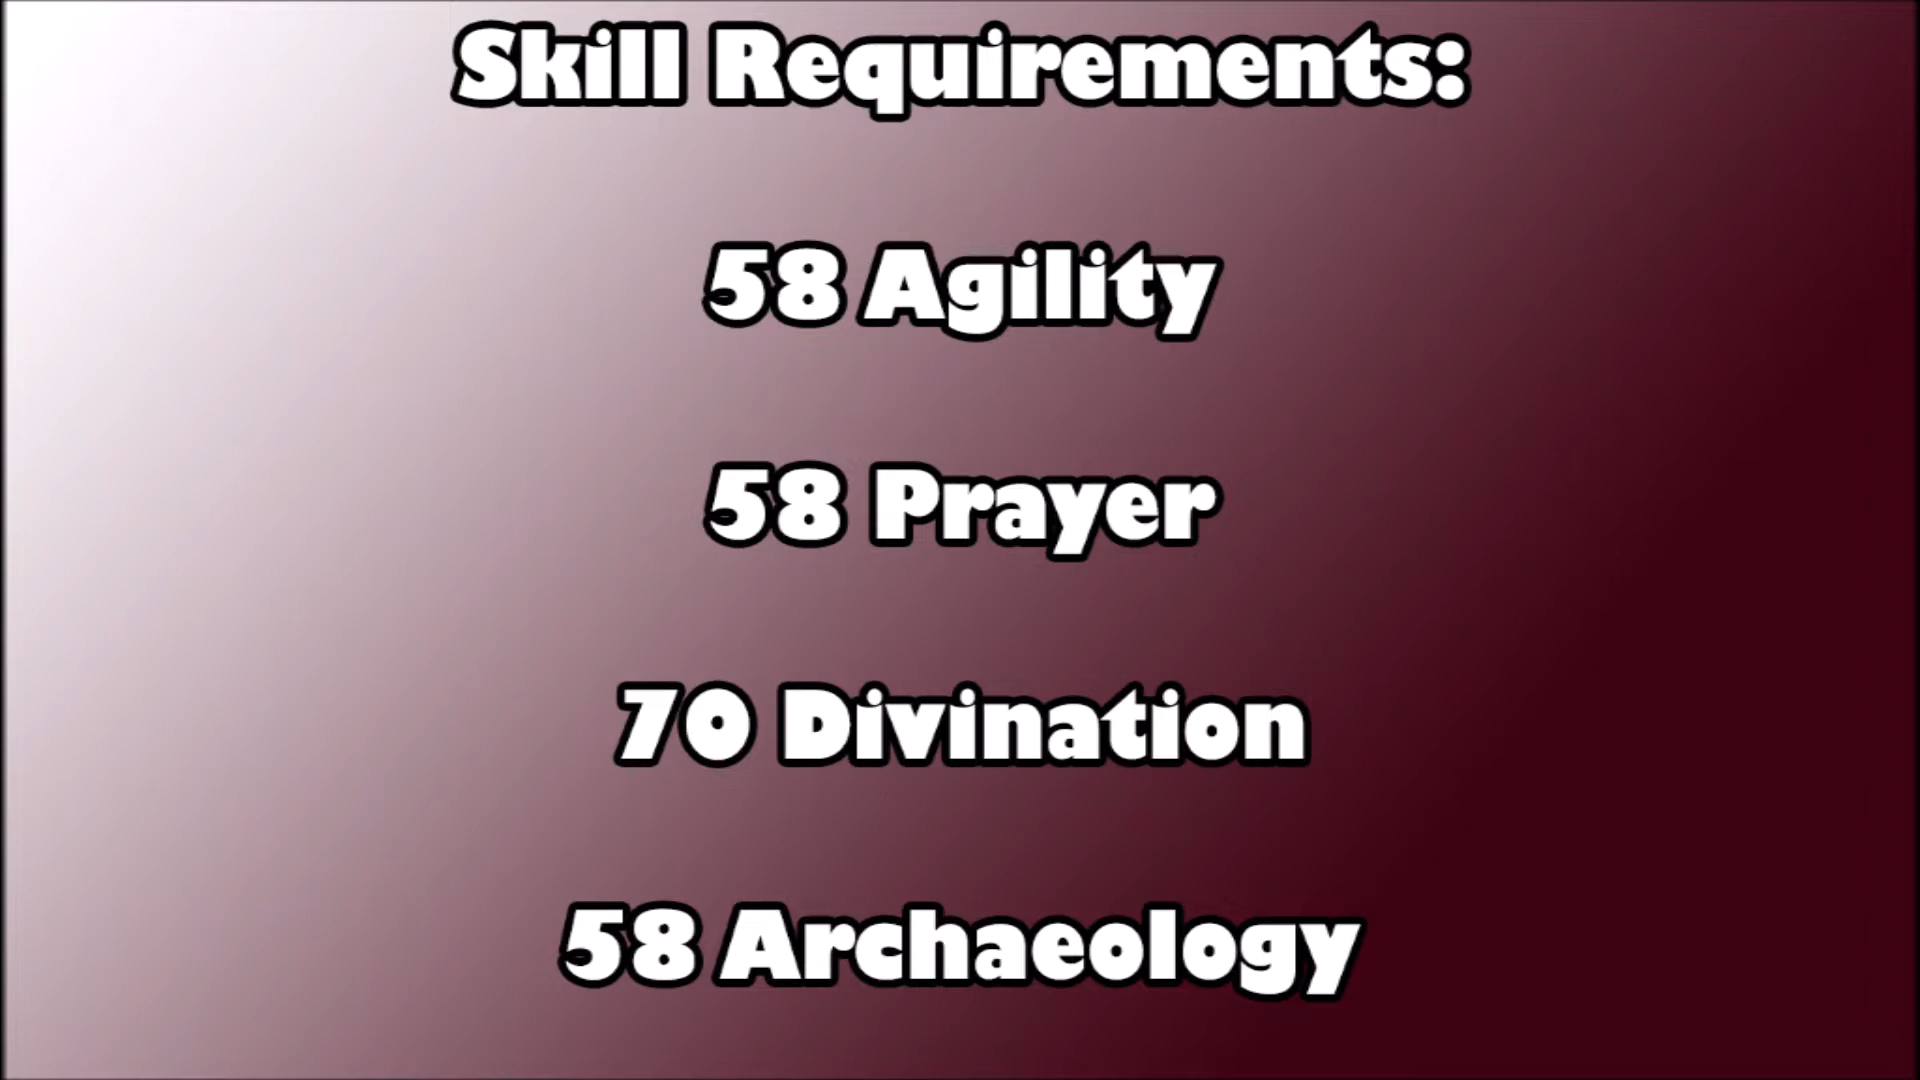 Skill Requirements:
58 Agility
58 Prayer
70 Divination
58 Archaeology